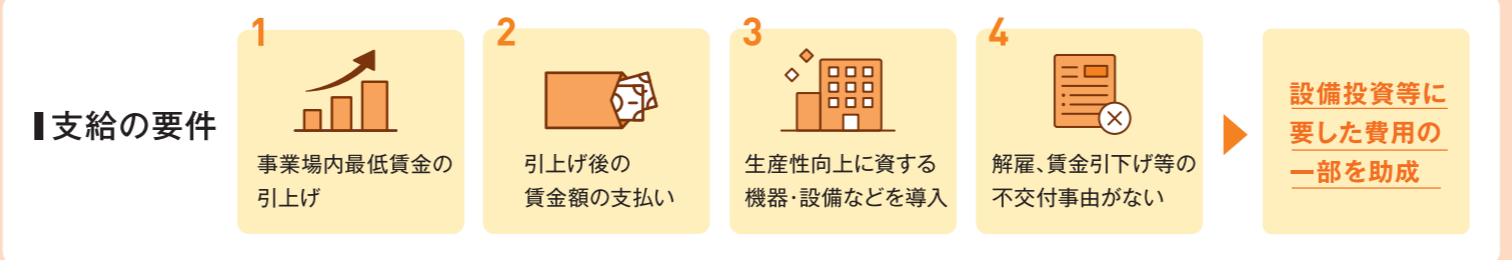 支給の要件
1
事業場内最低賃金の
引上げ
2
引上げ後の
賃金額の支払い
3
生産性向上に資する
機器・設備などを導入
4
解雇、賃金引下げ等の
不交付事由がない
設備投資等に
要した費用の
一部を助成